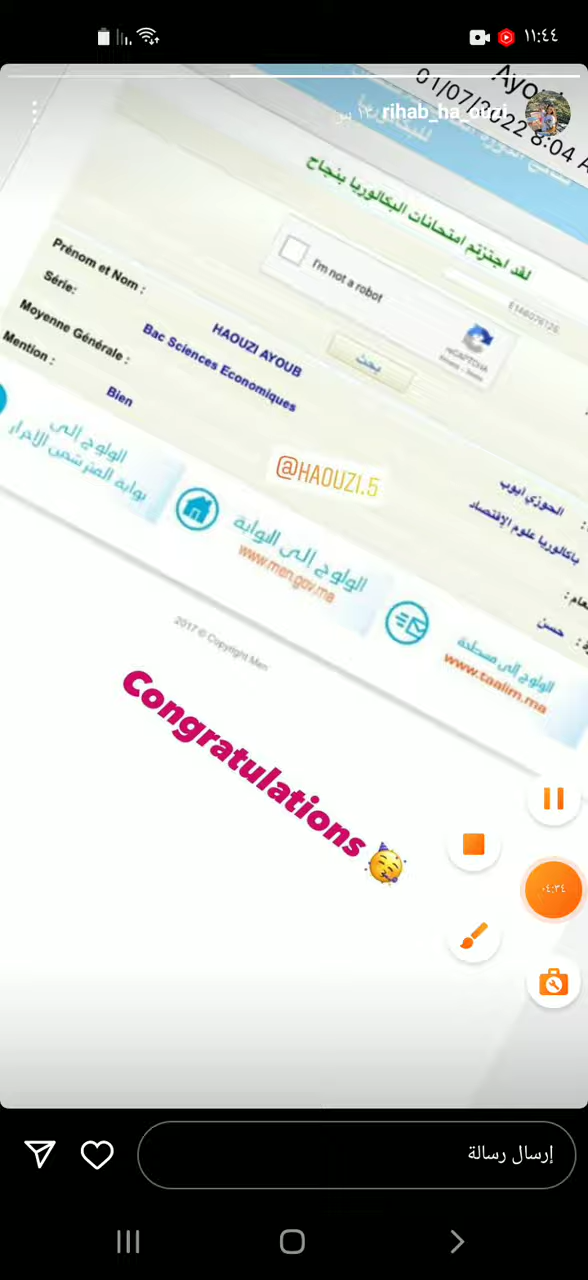 ١١:٤٤
rihab_ha_ouzi
01/07/2022 8:04 A
لقد اجتزتم امتحانات البكالوريا بنجاح
I'm not a robot
reCAPTCHA
بحث
Prénom et Nom :
HAOUZI AYOUB
الحوزي ايوب
Série:
Bac Sciences Economiques
باكالوريا علوم الإقتصاد
Moyenne Générale :
Mention :
Bien
حسن
@HAOUZI.5
الولوج إلى
بوابة المترشحين الأحرار
الولوج إلى البوابة
www.men.gov.ma
الولوج إلى
www.taalim.ma
2017 © Copyright Men
Congratulations 🥳
٠٤:٣٤
إرسال رسالة